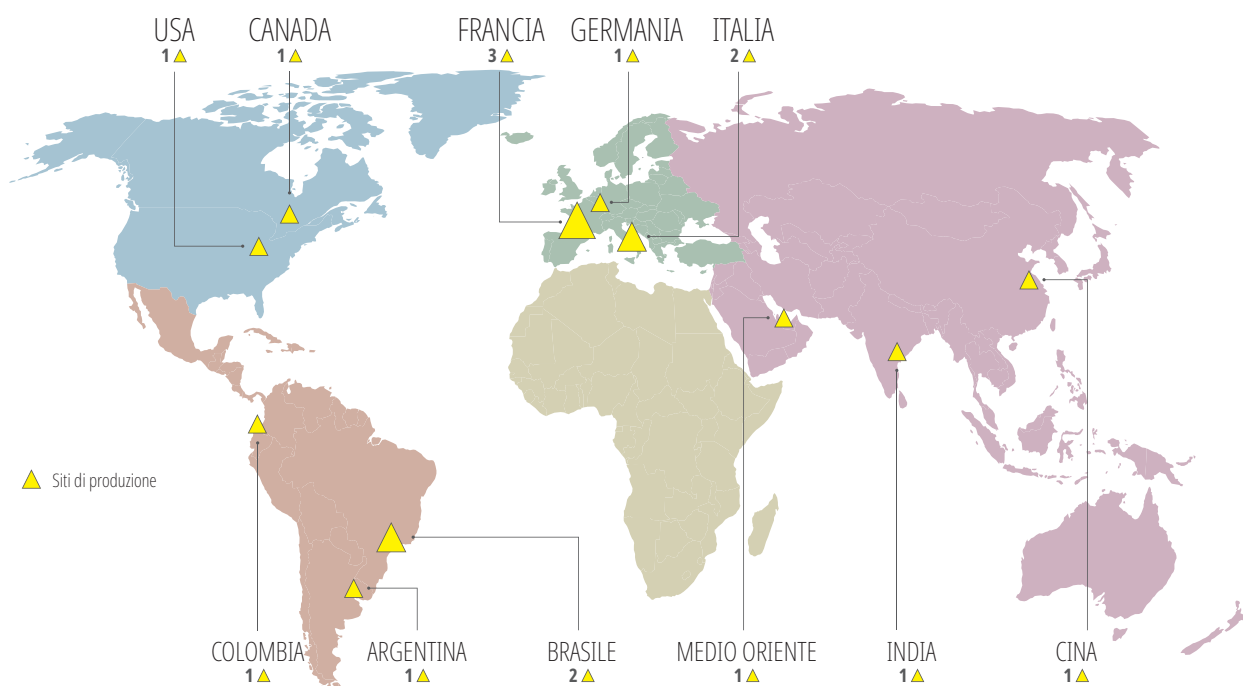 USA
1
CANADA
1
FRANCIA
3
GERMANIA
1
ITALIA
2
Siti di produzione
COLOMBIA
1
ARGENTINA
1
BRASILE
2
MEDIO ORIENTE
1
INDIA
1
CINA
1